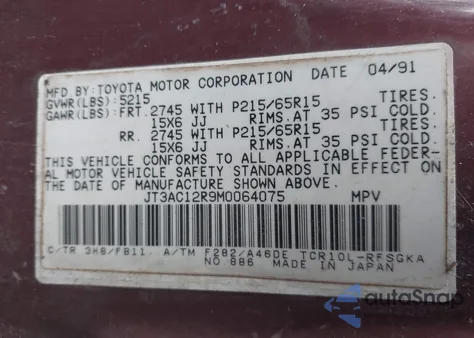 MFD.BY:TOYOTA MOTOR CORPORATION DATE 04/91
GVWR(LBS):5215
GAWR(LBS):FRT. 2745 WITH P215/65R15 TIRES.
15X6 JJ RIMS.AT 35 PSI COLD.
RR. 2745 WITH P215/65R15 TIRES.
15X6 JJ RIMS.AT 35 PSI COLD.
THIS VEHICLE CONFORMS TO ALL APPLICABLE FEDER-
AL MOTOR VEHICLE SAFETY STANDARDS IN EFFECT ON
THE DATE OF MANUFACTURE SHOWN ABOVE.
JT3AC12R9M0064075 MPV
C/TR 3H8/FB11. A/TM F282/A46DE TCR10L-RFSGKA
NO.886 MADE IN JAPAN
autoSnap